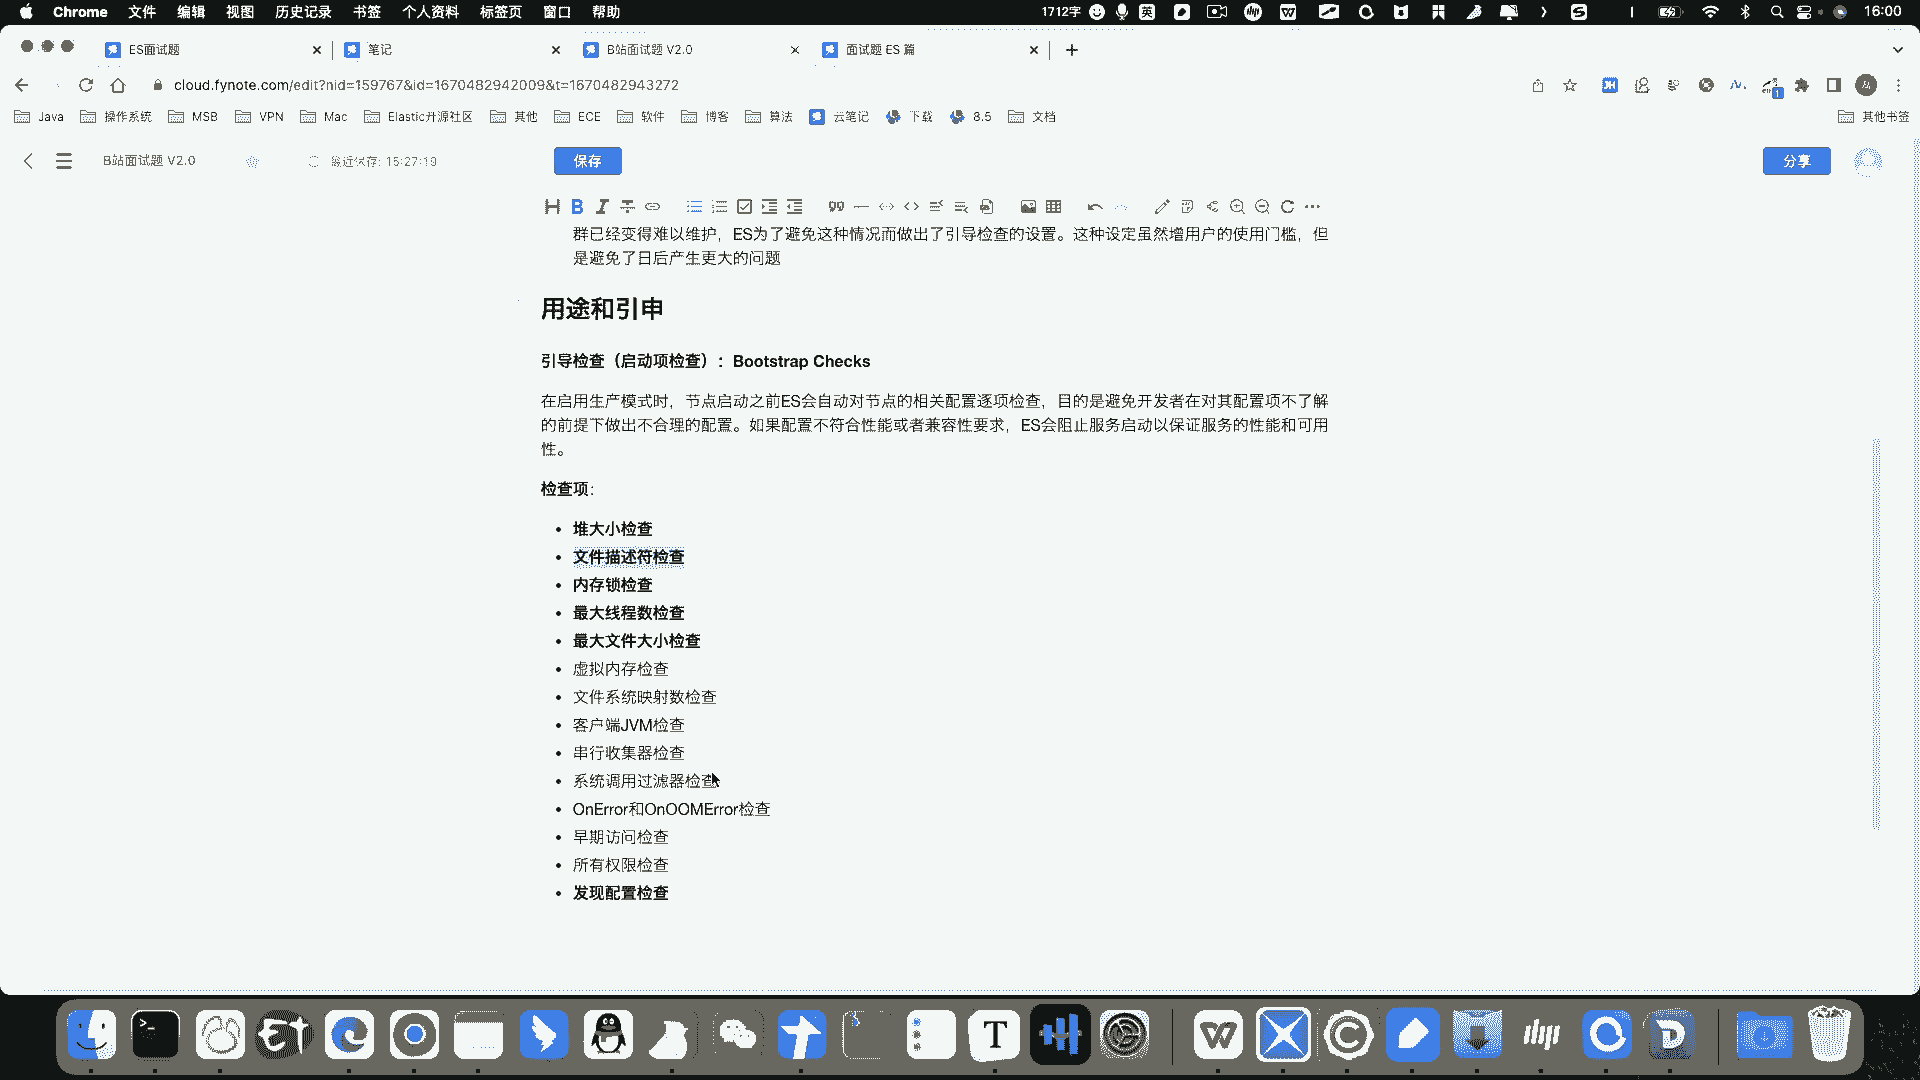 Chrome 文件 编辑 视图 历史记录 书签 个人资料 标签页 窗口 帮助 1712字 英 16:00
ES面试题 笔记 B站面试题 V2.0 面试题 ES 篇
cloud.fynote.com/edit?nid=159767&id=1670482942009&t=1670482943272
Java 操作系统 MSB VPN Mac Elastic开源社区 其他 ECE 软件 博客 算法 云笔记 下载 8.5 文档 其他书签
B站面试题 V2.0 最近保存: 15:27:19 保存 分享
群已经变得难以维护，ES为了避免这种情况而做出了引导检查的设置。这种设定虽然增用户的使用门槛，但
是避免了日后产生更大的问题
用途和引申
引导检查（启动项检查）：Bootstrap Checks
在启用生产模式时，节点启动之前ES会自动对节点的相关配置逐项检查，目的是避免开发者在对其配置项不了解
的前提下做出不合理的配置。如果配置不符合性能或者兼容性要求，ES会阻止服务启动以保证服务的性能和可用
性。
检查项：
• 堆大小检查
• 文件描述符检查
• 内存锁检查
• 最大线程数检查
• 最大文件大小检查
• 虚拟内存检查
• 文件系统映射数检查
• 客户端JVM检查
• 串行收集器检查
• 系统调用过滤器检查
• OnError和OnOOMError检查
• 早期访问检查
• 所有权限检查
• 发现配置检查